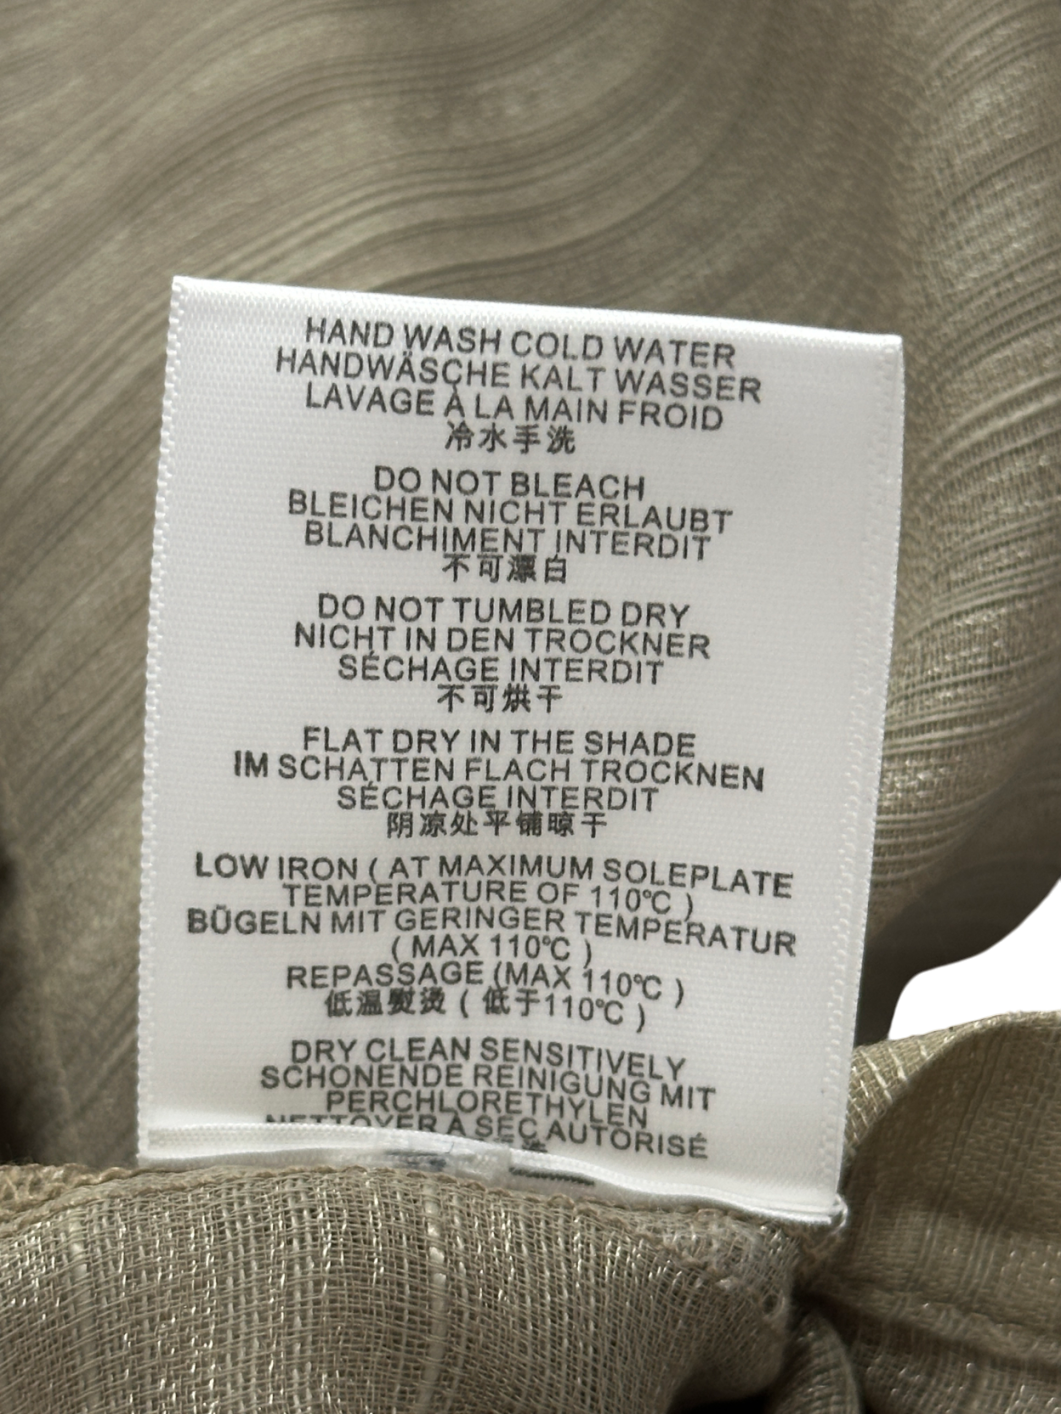 HAND WASH COLD WATER
HANDWÄSCHE KALT WASSER
LAVAGE À LA MAIN FROID
冷水手洗
DO NOT BLEACH
BLEICHEN NICHT ERLAUBT
BLANCHIMENT INTERDIT
不可漂白
DO NOT TUMBLED DRY
NICHT IN DEN TROCKNER
SÉCHAGE INTERDIT
不可烘干
FLAT DRY IN THE SHADE
IM SCHATTEN FLACH TROCKNEN
SÉCHAGE INTERDIT
阴凉处平铺晾干
LOW IRON ( AT MAXIMUM SOLEPLATE
TEMPERATURE OF 110℃ )
BÜGELN MIT GERINGER TEMPERATUR
( MAX 110℃ )
REPASSAGE (MAX 110℃ )
低温熨烫 ( 低于110℃ )
DRY CLEAN SENSITIVELY
SCHONENDE REINIGUNG MIT
PERCHLORETHYLEN
NETTOYER À SEC AUTORISÉ